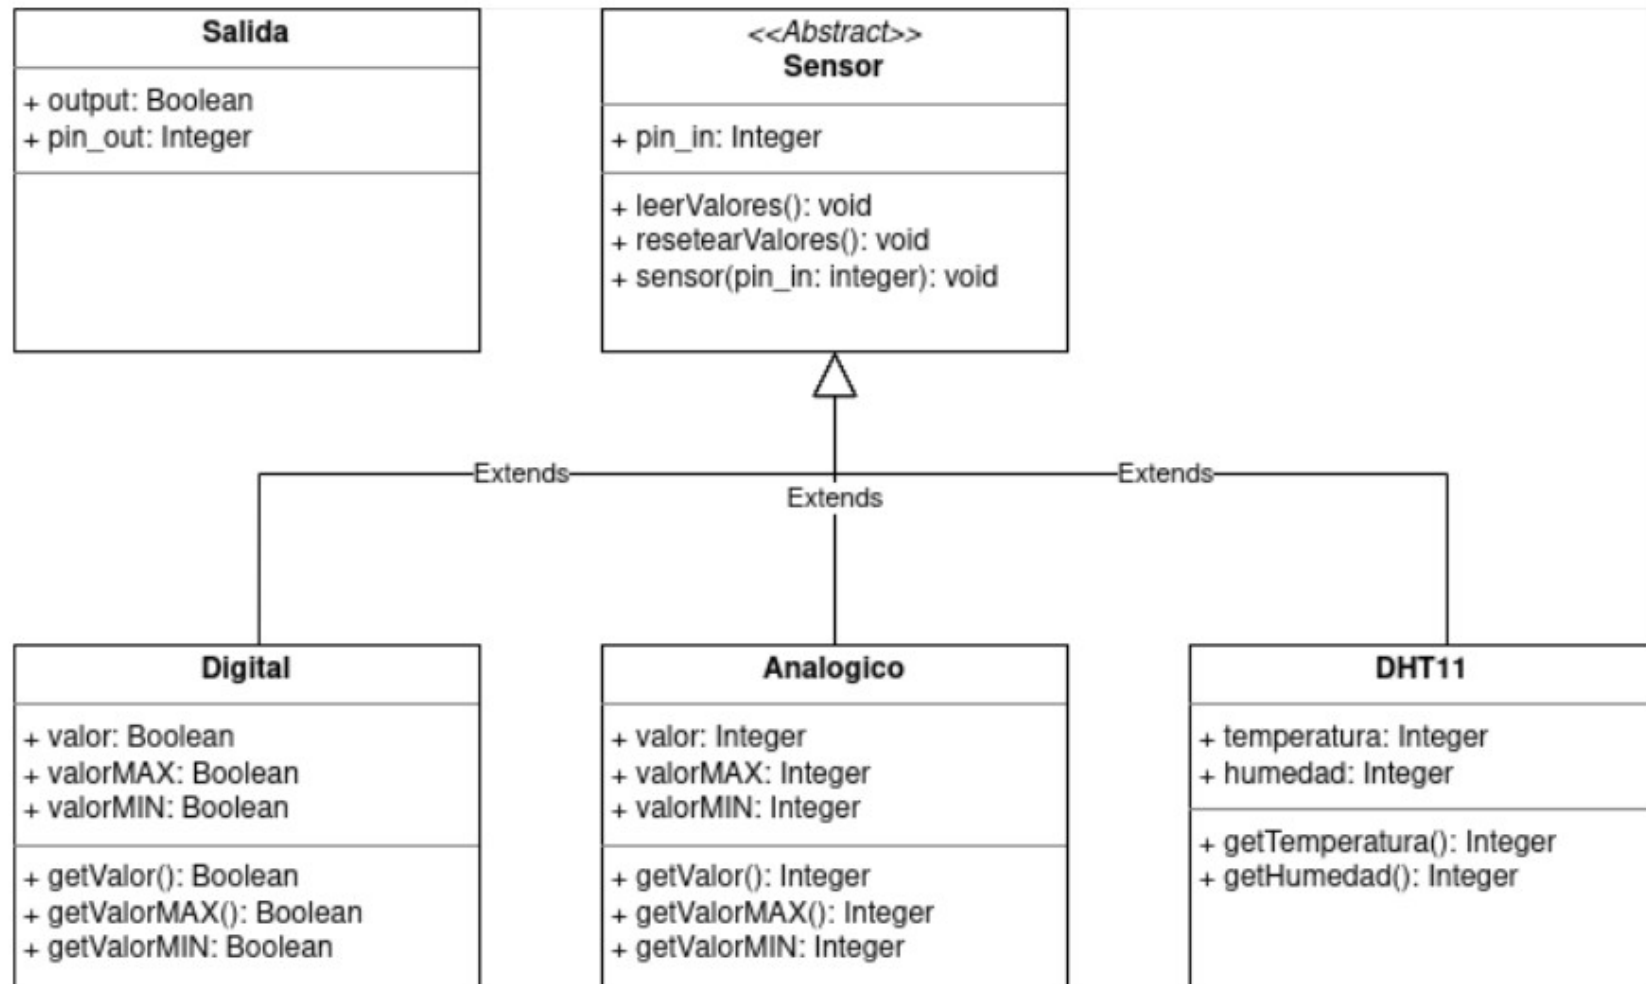 Salida
+ output: Boolean
+ pin_out: Integer
<<Abstract>>
Sensor
+ pin_in: Integer
+ leerValores(): void
+ resetearValores(): void
+ sensor(pin_in: integer): void
Extends
Extends
Extends
Digital
+ valor: Boolean
+ valorMAX: Boolean
+ valorMIN: Boolean
+ getValor(): Boolean
+ getValorMAX(): Boolean
+ getValorMIN: Boolean
Analogico
+ valor: Integer
+ valorMAX: Integer
+ valorMIN: Integer
+ getValor(): Integer
+ getValorMAX(): Integer
+ getValorMIN: Integer
DHT11
+ temperatura: Integer
+ humedad: Integer
+ getTemperatura(): Integer
+ getHumedad(): Integer